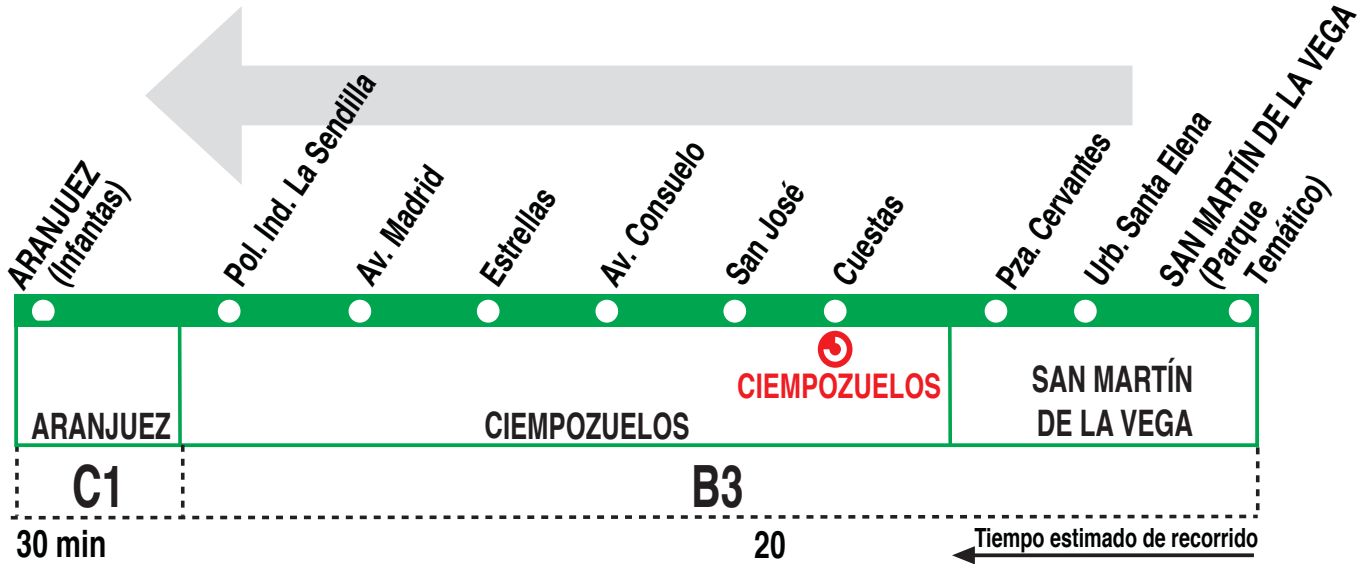 ARANJUEZ
(Infantas)
Pol. Ind. La Sendilla
Av. Madrid
Estrellas
Av. Consuelo
San José
Cuestas
Pza. Cervantes
Urb. Santa Elena
SAN MARTÍN DE LA VEGA
(Parque
Temático)
CIEMPOZUELOS
ARANJUEZ
CIEMPOZUELOS
SAN MARTÍN
DE LA VEGA
C1
B3
30 min
20
Tiempo estimado de recorrido